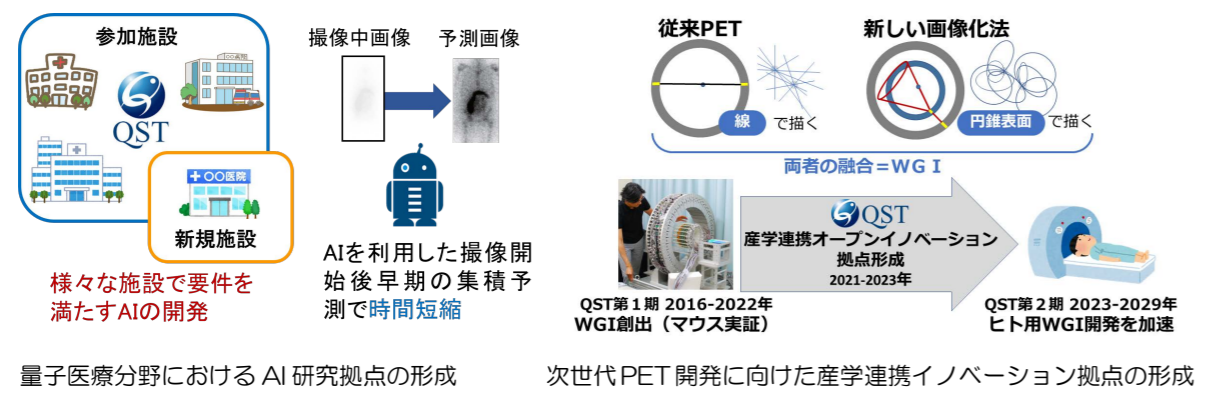 参加施設
〇〇医院
QST
〇〇医院
新規施設
様々な施設で要件を
満たすAIの開発
撮像中画像
予測画像
AIを利用した撮像開
始後早期の集積予
測で時間短縮
量子医療分野における AI 研究拠点の形成
従来PET
新しい画像化法
線 で描く
円錐表面 で描く
両者の融合＝WG I
QST
産学連携オープンイノベーション
拠点形成
2021-2023年
QST第１期 2016-2022年
WGI創出（マウス実証）
QST第２期 2023-2029年
ヒト用WGI開発を加速
次世代 PET 開発に向けた産学連携イノベーション拠点の形成